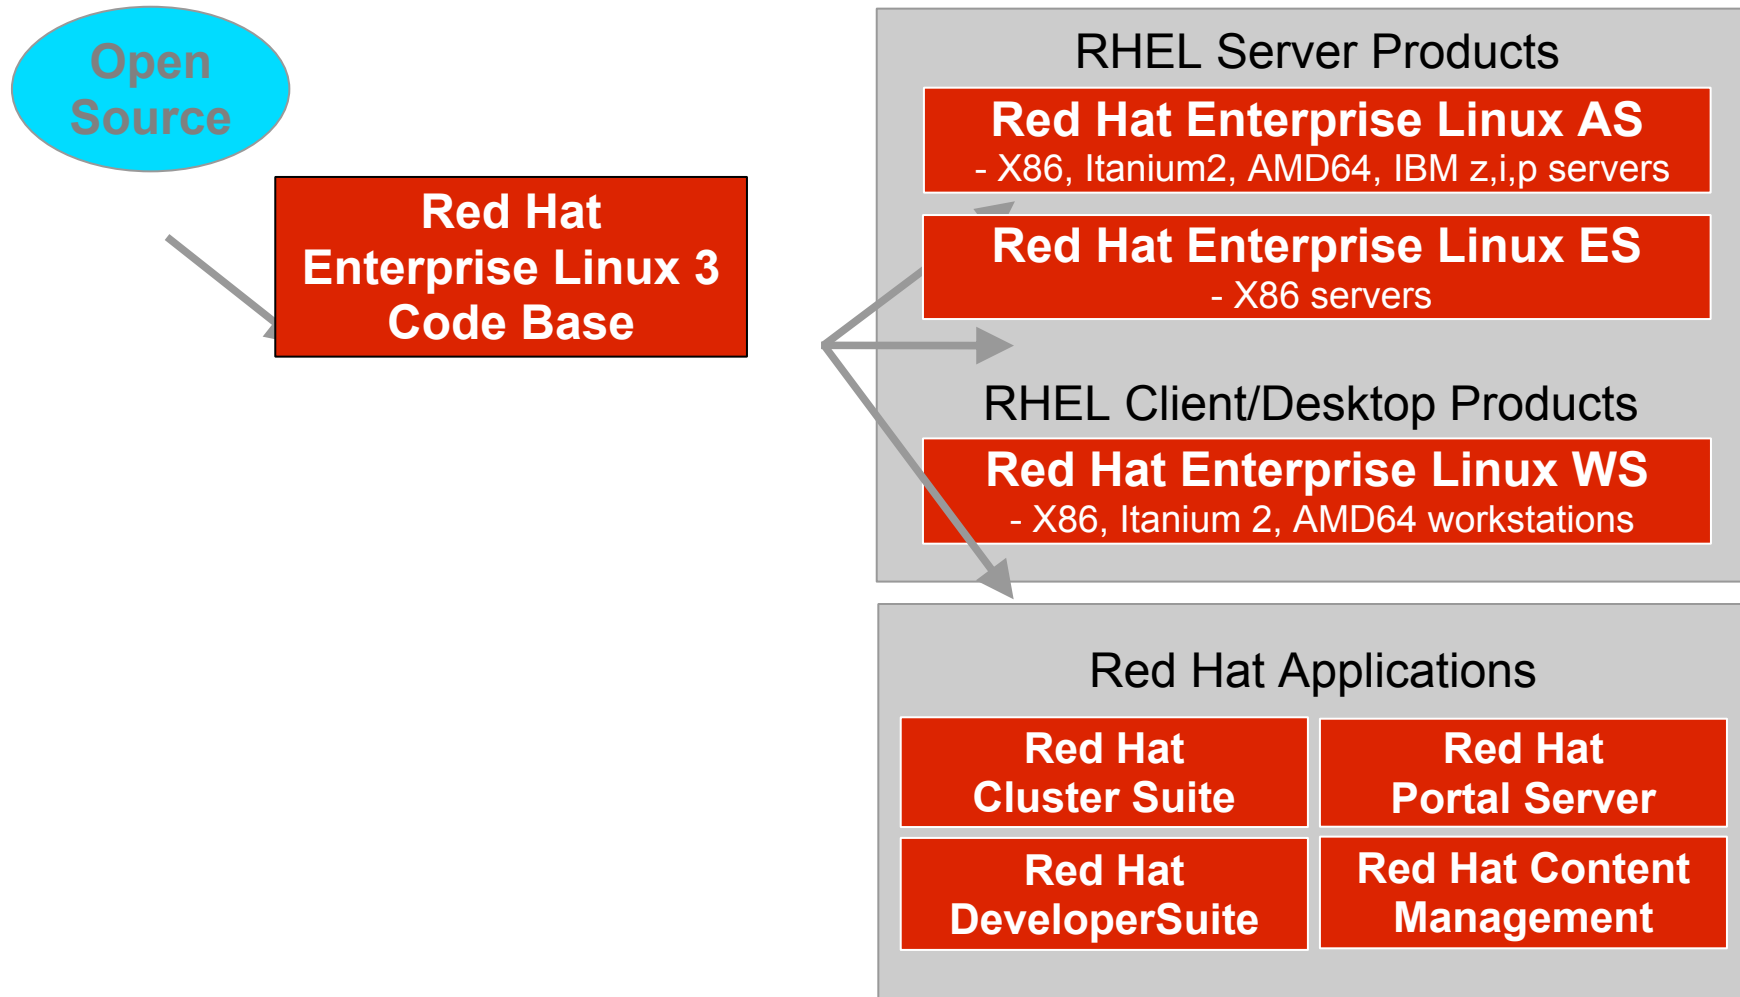 Open
Source
Red Hat
Enterprise Linux 3
Code Base
RHEL Server Products
Red Hat Enterprise Linux AS
- X86, Itanium2, AMD64, IBM z,i,p servers
Red Hat Enterprise Linux ES
- X86 servers
RHEL Client/Desktop Products
Red Hat Enterprise Linux WS
- X86, Itanium 2, AMD64 workstations
Red Hat Applications
Red Hat
Cluster Suite
Red Hat
Portal Server
Red Hat
DeveloperSuite
Red Hat Content
Management